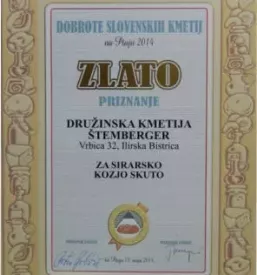 DOBROTE SLOVENSKIH KMETIJ
na Ptuju 2014
ZLATO
PRIZNANJE
DRUŽINSKA KMETIJA
ŠTEMBERGER
Vrbica 32, Ilirska Bistrica
ZA SIRARSKO
KOZJO SKUTO